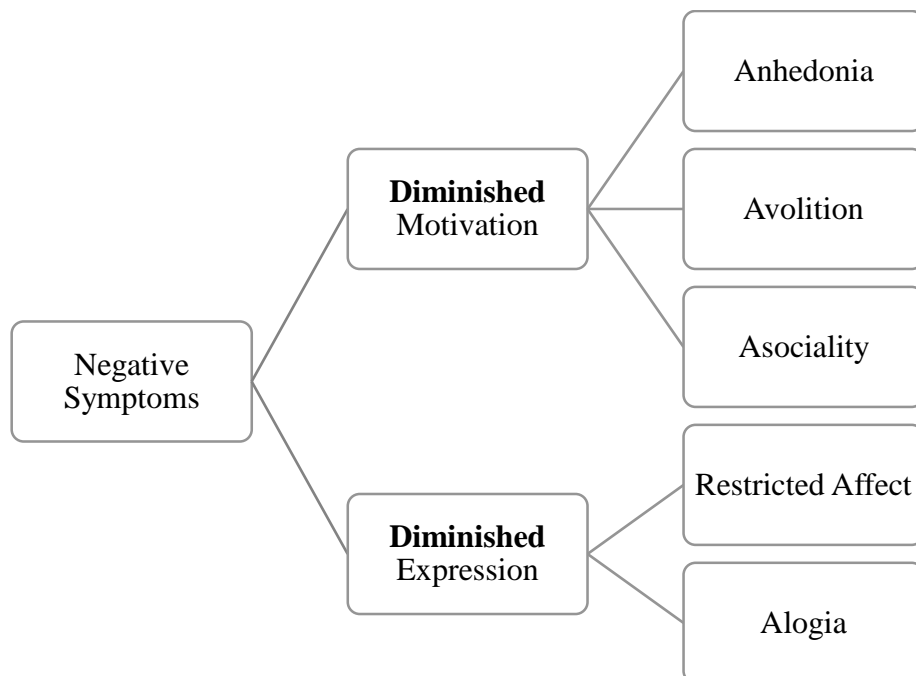 Negative
Symptoms
Diminished
Motivation
Anhedonia
Avolition
Asociality
Diminished
Expression
Restricted Affect
Alogia